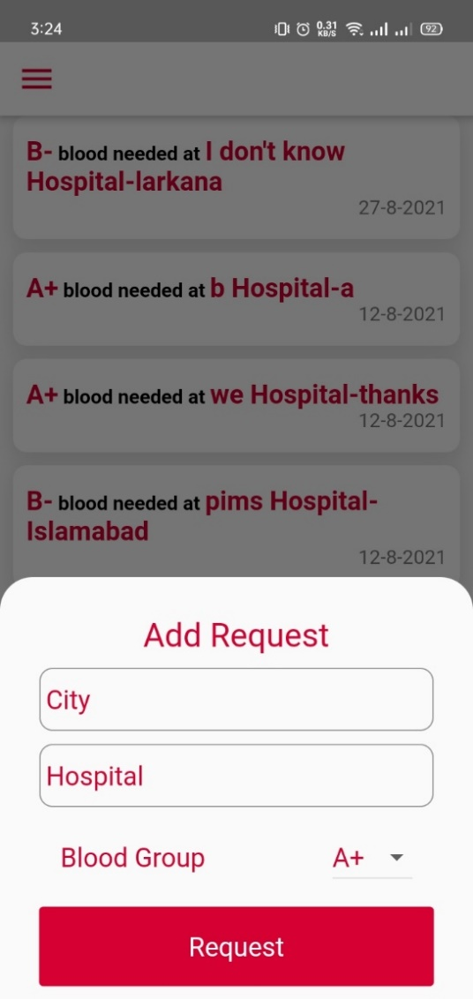 3:24
0.31
KB/S
92
B- blood needed at I don't know
Hospital-larkana
27-8-2021
A+ blood needed at b Hospital-a
12-8-2021
A+ blood needed at we Hospital-thanks
12-8-2021
B- blood needed at pims Hospital-
Islamabad
12-8-2021
Add Request
City
Hospital
Blood Group A+
Request